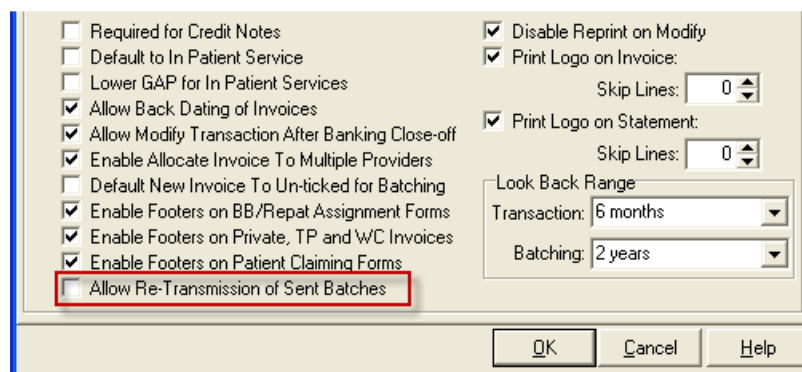 Required for Credit Notes
Default to In Patient Service
Lower GAP for In Patient Services
Allow Back Dating of Invoices
Allow Modify Transaction After Banking Close-off
Enable Allocate Invoice To Multiple Providers
Default New Invoice To Un-ticked for Batching
Enable Footers on BB/Repat Assignment Forms
Enable Footers on Private, TP and WC Invoices
Enable Footers on Patient Claiming Forms
Allow Re-Transmission of Sent Batches
Disable Reprint on Modify
Print Logo on Invoice:
Skip Lines: 0
Print Logo on Statement:
Skip Lines: 0
Look Back Range
Transaction: 6 months
Batching: 2 years
OK Cancel Help